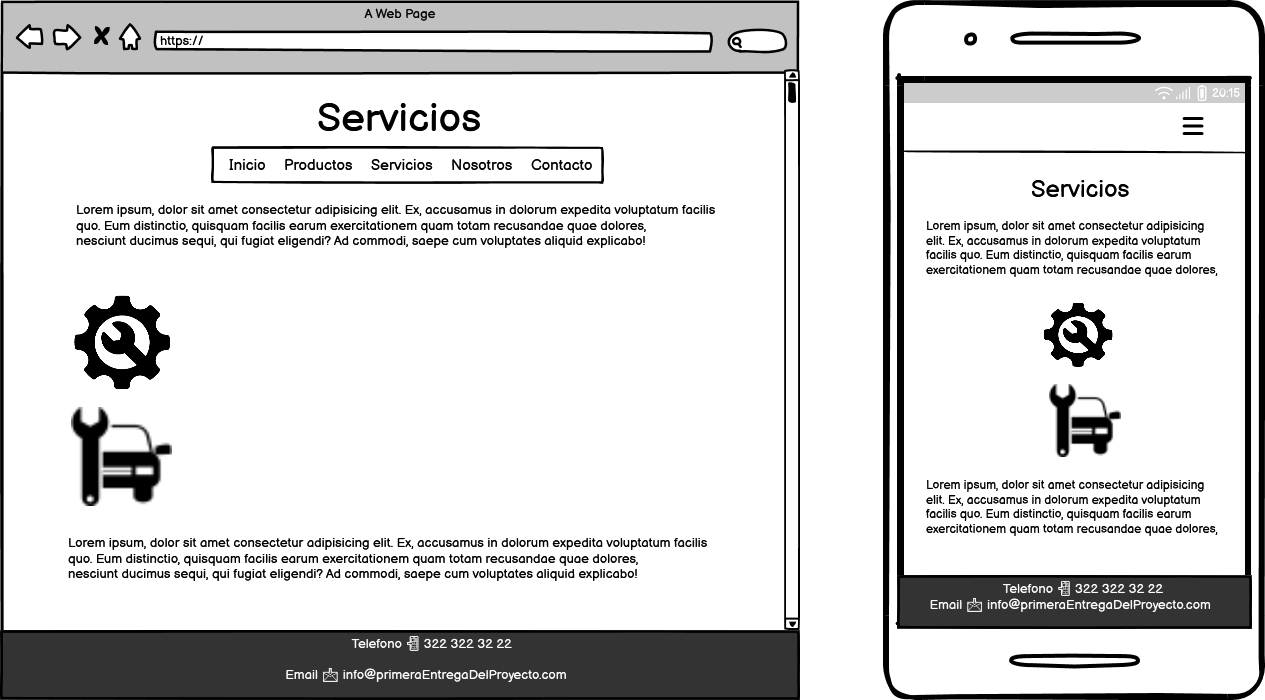 A Web Page
https://
Servicios
Inicio Productos Servicios Nosotros Contacto
Lorem ipsum, dolor sit amet consectetur adipisicing elit. Ex, accusamus in dolorum expedita voluptatum facilis
quo. Eum distinctio, quisquam facilis earum exercitationem quam totam recusandae quae dolores,
nesciunt ducimus sequi, qui fugiat eligendi? Ad commodi, saepe cum voluptates aliquid explicabo!
Lorem ipsum, dolor sit amet consectetur adipisicing elit. Ex, accusamus in dolorum expedita voluptatum facilis
quo. Eum distinctio, quisquam facilis earum exercitationem quam totam recusandae quae dolores,
nesciunt ducimus sequi, qui fugiat eligendi? Ad commodi, saepe cum voluptates aliquid explicabo!
Telefono 322 322 32 22
Email info@primeraEntregaDelProyecto.com
20:15
Servicios
Lorem ipsum, dolor sit amet consectetur adipisicing
elit. Ex, accusamus in dolorum expedita voluptatum
facilis quo. Eum distinctio, quisquam facilis earum
exercitationem quam totam recusandae quae dolores,
Lorem ipsum, dolor sit amet consectetur adipisicing
elit. Ex, accusamus in dolorum expedita voluptatum
facilis quo. Eum distinctio, quisquam facilis earum
exercitationem quam totam recusandae quae dolores,
Telefono 322 322 32 22
Email info@primeraEntregaDelProyecto.com